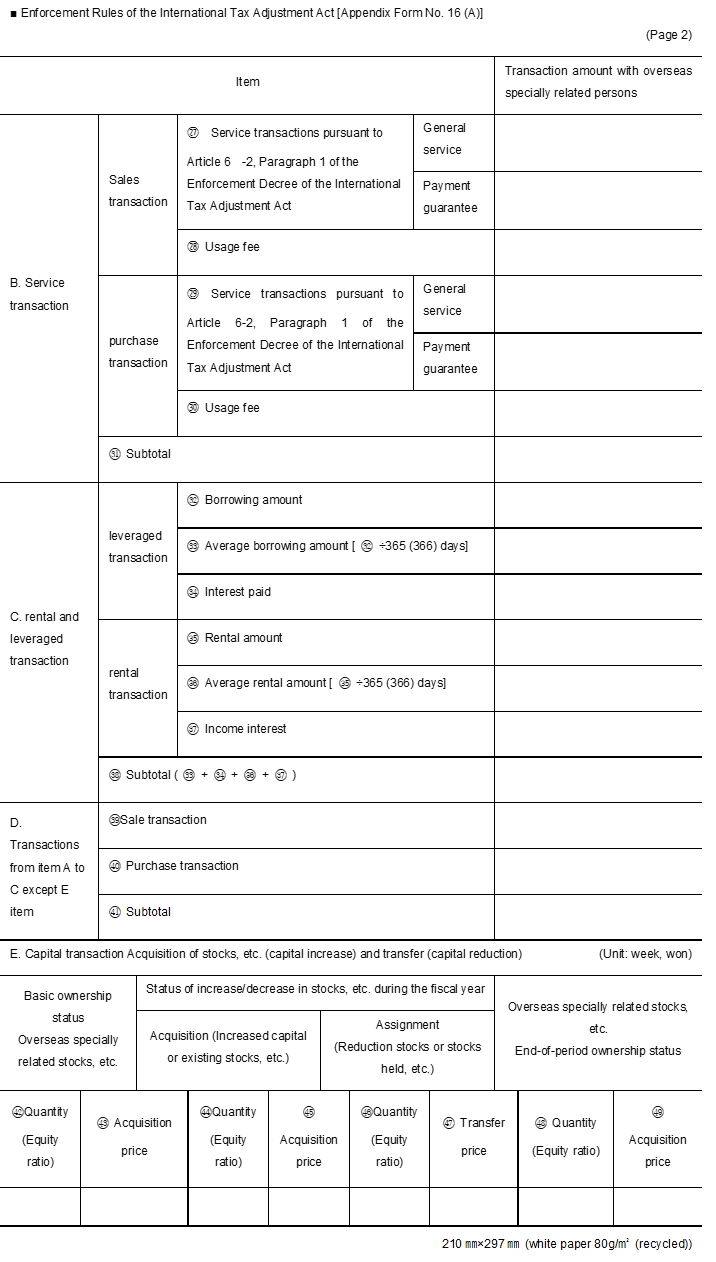 ■ Enforcement Rules of the International Tax Adjustment Act [Appendix Form No. 16 (A)]
(Page 2)
Item
Transaction amount with overseas
specially related persons
B. Service
transaction
Sales
transaction
㉗ Service transactions pursuant to
Article 6 -2, Paragraph 1 of the
Enforcement Decree of the International
Tax Adjustment Act
General
service
Payment
guarantee
㉘ Usage fee
purchase
transaction
㉙ Service transactions pursuant to
Article 6-2, Paragraph 1 of the
Enforcement Decree of the International
Tax Adjustment Act
General
service
Payment
guarantee
㉚ Usage fee
㉛ Subtotal
C. rental and
leveraged
transaction
leveraged
transaction
㉜ Borrowing amount
㉝ Average borrowing amount [ ㉜ ÷365 (366) days]
㉞ Interest paid
rental
transaction
㉟ Rental amount
㊱ Average rental amount [ ㉟ ÷365 (366) days]
㊲ Income interest
㊳ Subtotal ( ㉝ + ㉞ + ㊱ + ㊲ )
D.
Transactions
from item A to
C except E
item
㊴Sale transaction
㊵ Purchase transaction
㊶ Subtotal
E. Capital transaction Acquisition of stocks, etc. (capital increase) and transfer (capital reduction) (Unit: week, won)
Basic ownership
status
Overseas specially
related stocks, etc.
Status of increase/decrease in stocks, etc. during the fiscal year
Acquisition (Increased capital
or existing stocks, etc.)
Assignment
(Reduction stocks or stocks
held, etc.)
Overseas specially related stocks,
etc.
End-of-period ownership status
㊷Quantity
(Equity
ratio)
㊸ Acquisition
price
㊹Quantity
(Equity
ratio)
㊺
Acquisition
price
㊻Quantity
(Equity
ratio)
㊼ Transfer
price
㊽ Quantity
(Equity ratio)
㊾
Acquisition
price
210 ㎜×297 ㎜ (white paper 80g/㎡ (recycled))